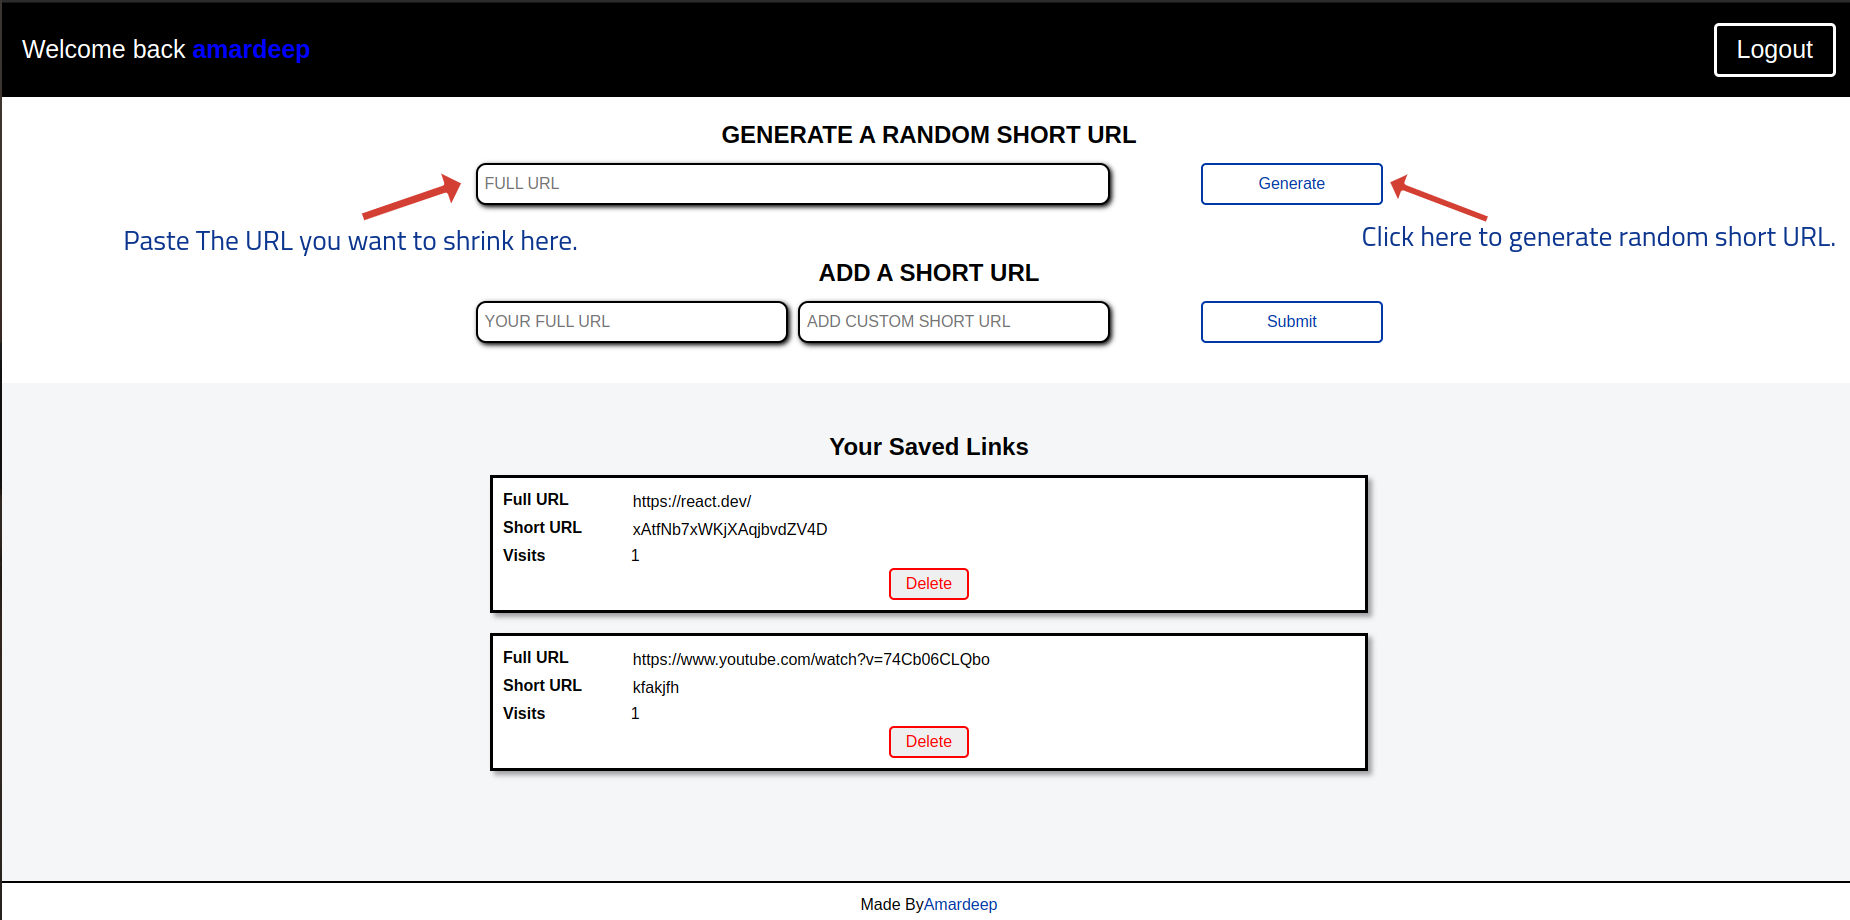 Welcome back amardeep
Logout
GENERATE A RANDOM SHORT URL
FULL URL
Generate
Paste The URL you want to shrink here.
Click here to generate random short URL.
ADD A SHORT URL
YOUR FULL URL
ADD CUSTOM SHORT URL
Submit
Your Saved Links
Full URL https://react.dev/
Short URL xAtfNb7xWKjXAqjbvdZV4D
Visits 1
Delete
Full URL https://www.youtube.com/watch?v=74Cb06CLQbo
Short URL kfakjfh
Visits 1
Delete
Made ByAmardeep